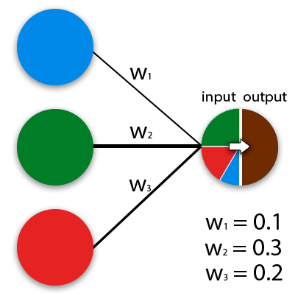 w₁
w₂
w₃
input output
w₁ = 0.1
w₂ = 0.3
w₃ = 0.2